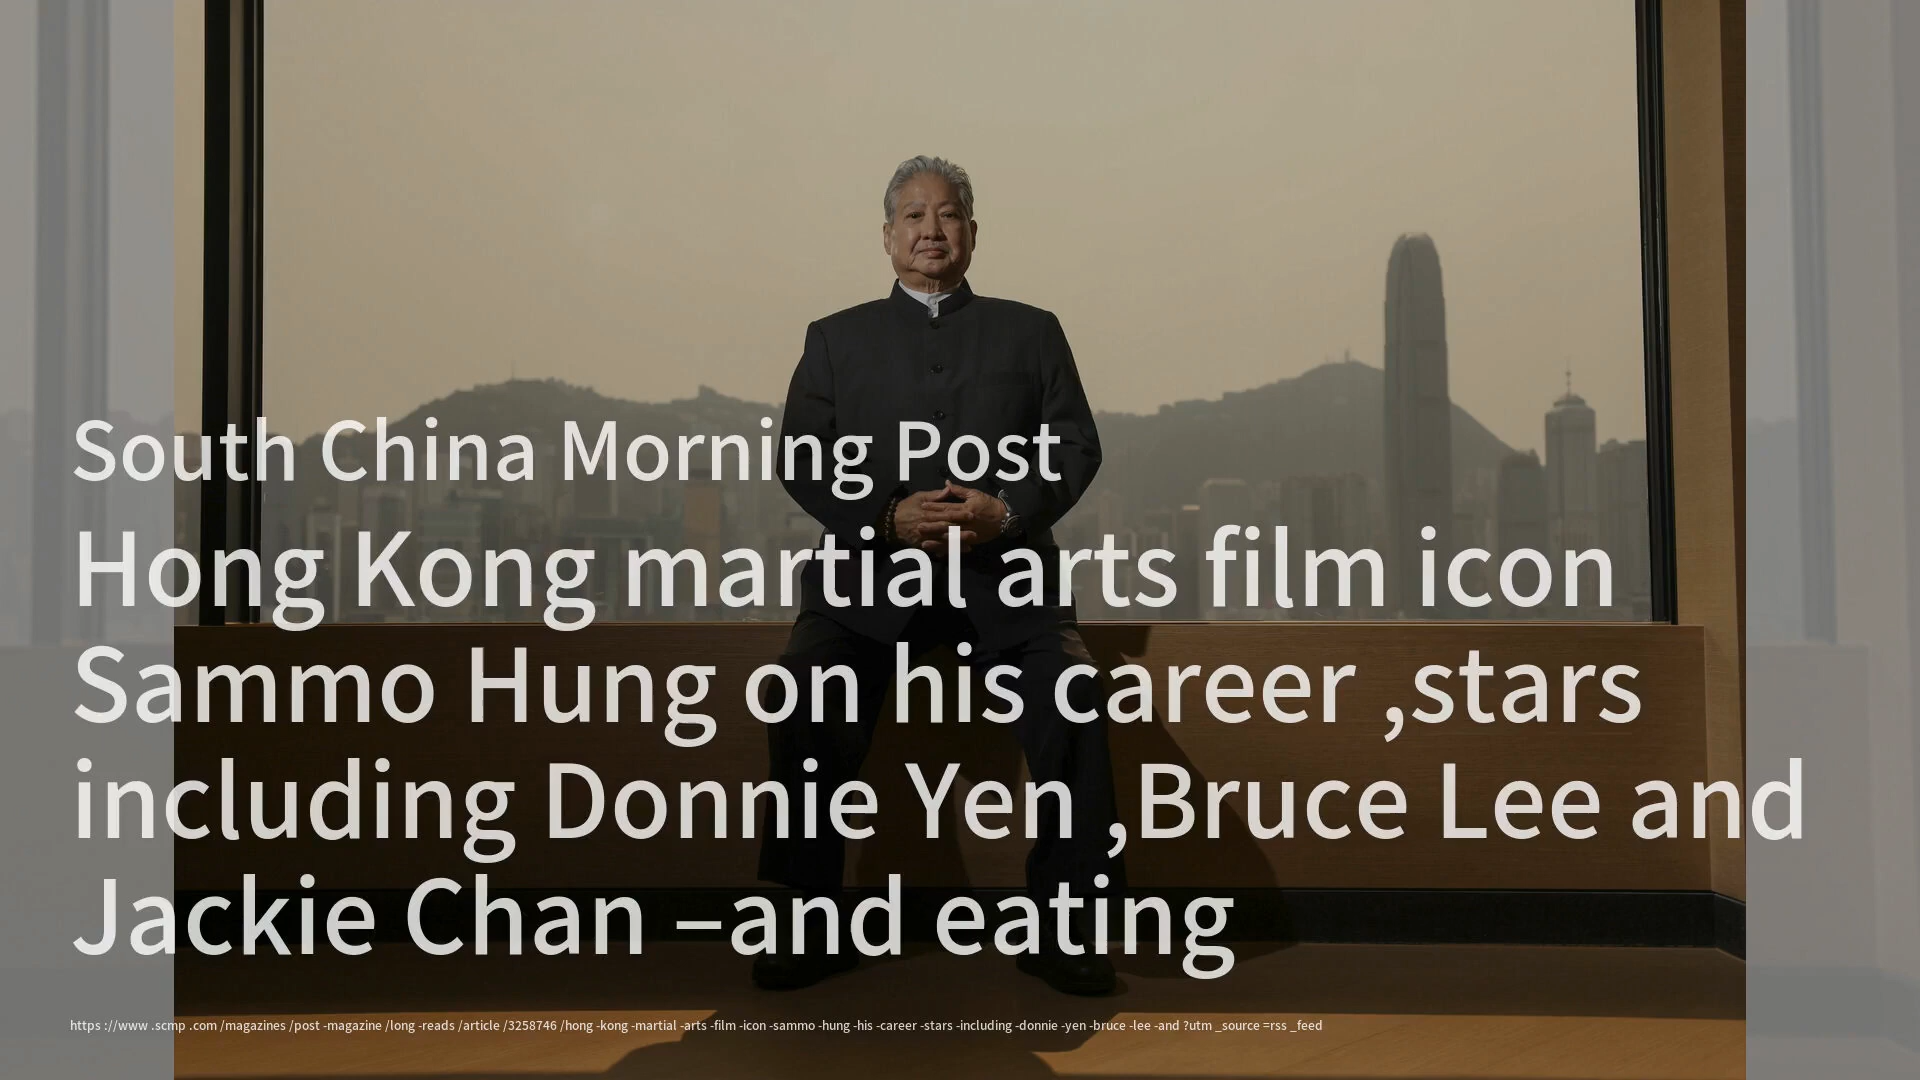 South China Morning Post
Hong Kong martial arts film icon
Sammo Hung on his career ,stars
including Donnie Yen ,Bruce Lee and
Jackie Chan –and eating
https ://www .scmp .com /magazines /post -magazine /long -reads /article /3258746 /hong -kong -martial -arts -film -icon -sammo -hung -his -career -stars -including -donnie -yen -bruce -lee -and ?utm _source =rss _feed